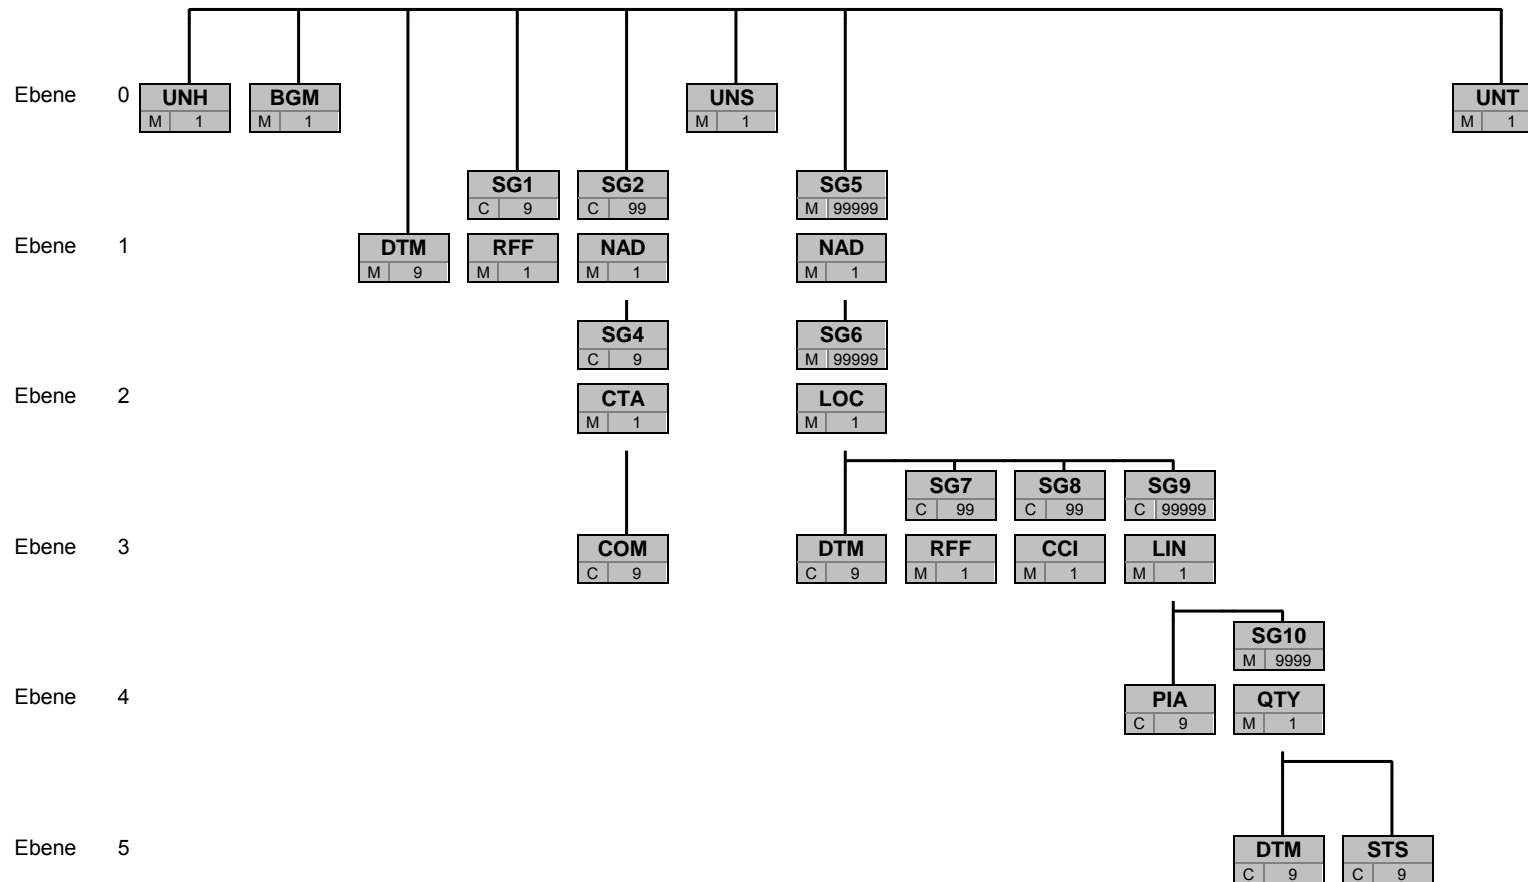 Ebene 0 UNH BGM UNS UNT
M 1 M 1 M 1 M 1
SG1 SG2 SG5
C 9 C 99 M 99999
Ebene 1 DTM RFF NAD NAD
M 9 M 1 M 1 M 1
SG4 SG6
C 9 M 99999
Ebene 2 CTA LOC
M 1 M 1
SG7 SG8 SG9
C 99 C 99 C 99999
Ebene 3 COM DTM RFF CCI LIN
C 9 C 9 M 1 M 1 M 1
SG10
M 9999
Ebene 4 PIA QTY
C 9 M 1
Ebene 5 DTM STS
C 9 C 9